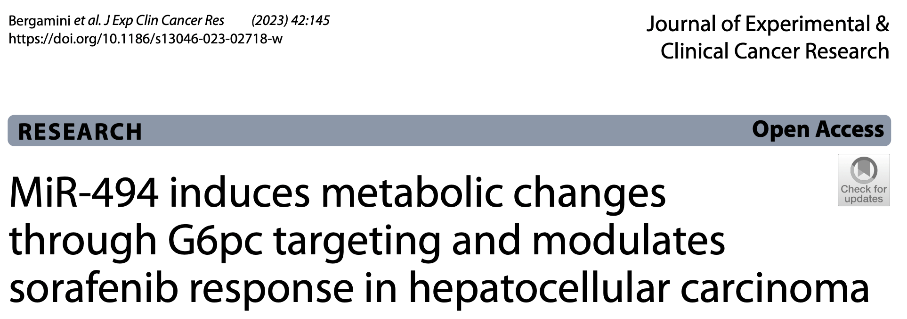 Bergamini et al. J Exp Clin Cancer Res (2023) 42:145
https://doi.org/10.1186/s13046-023-02718-w
Journal of Experimental &
Clinical Cancer Research
RESEARCH
Open Access
Check for
updates
MiR-494 induces metabolic changes
through G6pc targeting and modulates
sorafenib response in hepatocellular carcinoma